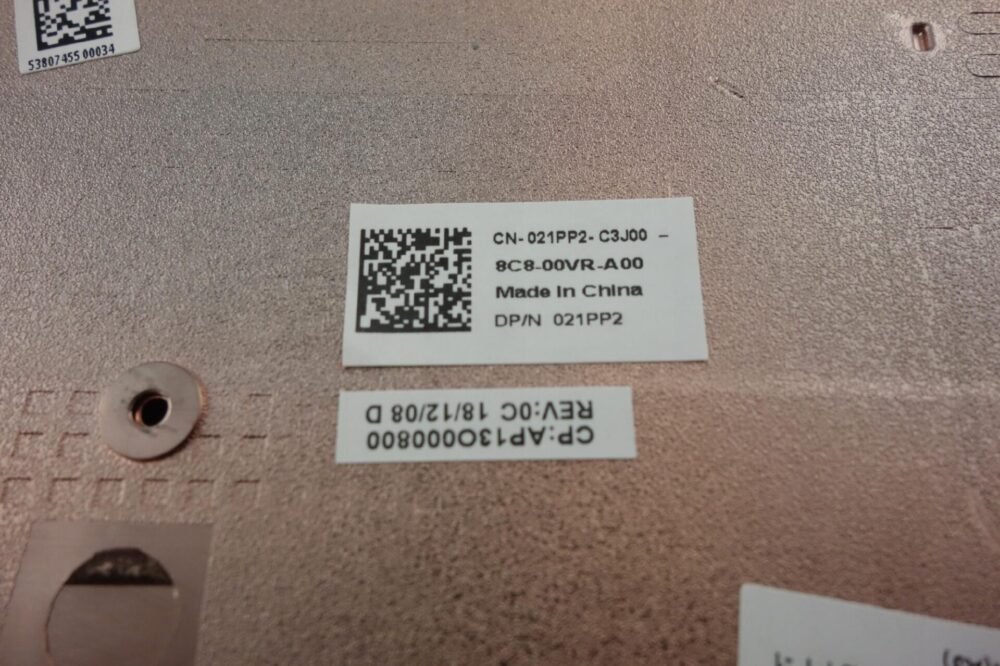 53807455 00034
CN-021PP2-C3J00 -
8C8-00VR-A00
Made In China
DP/N 021PP2
CP:AP13O000800
REV:0C 18/12/08 D